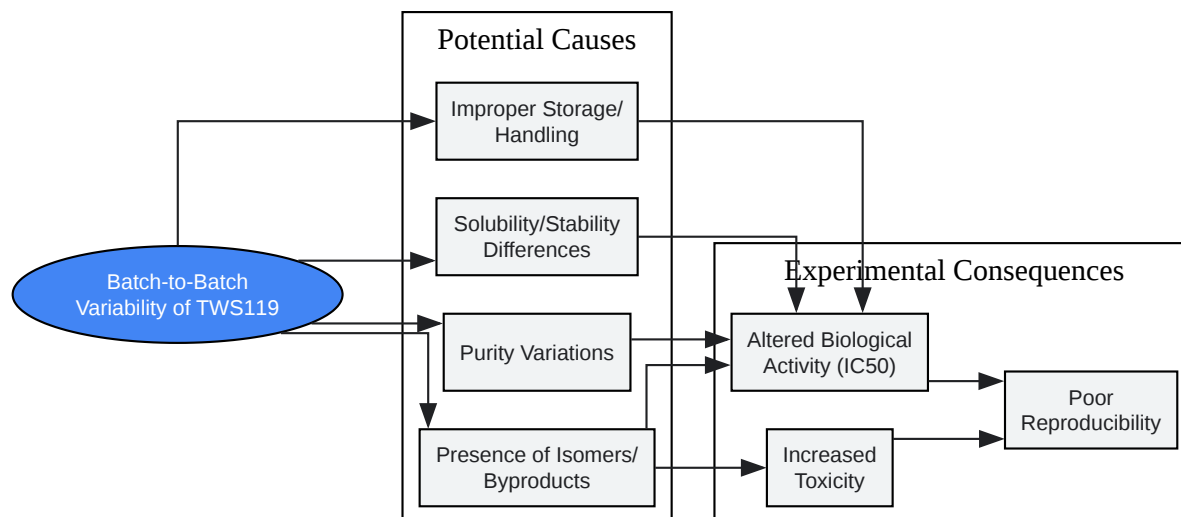 Potential Causes
Improper Storage/
Handling
Solubility/Stability
Differences
Batch-to-Batch
Variability of TWS119
Purity Variations
Presence of Isomers/
Byproducts
Experimental Consequences
Altered Biological
Activity (IC50)
Increased
Toxicity
Poor
Reproducibility